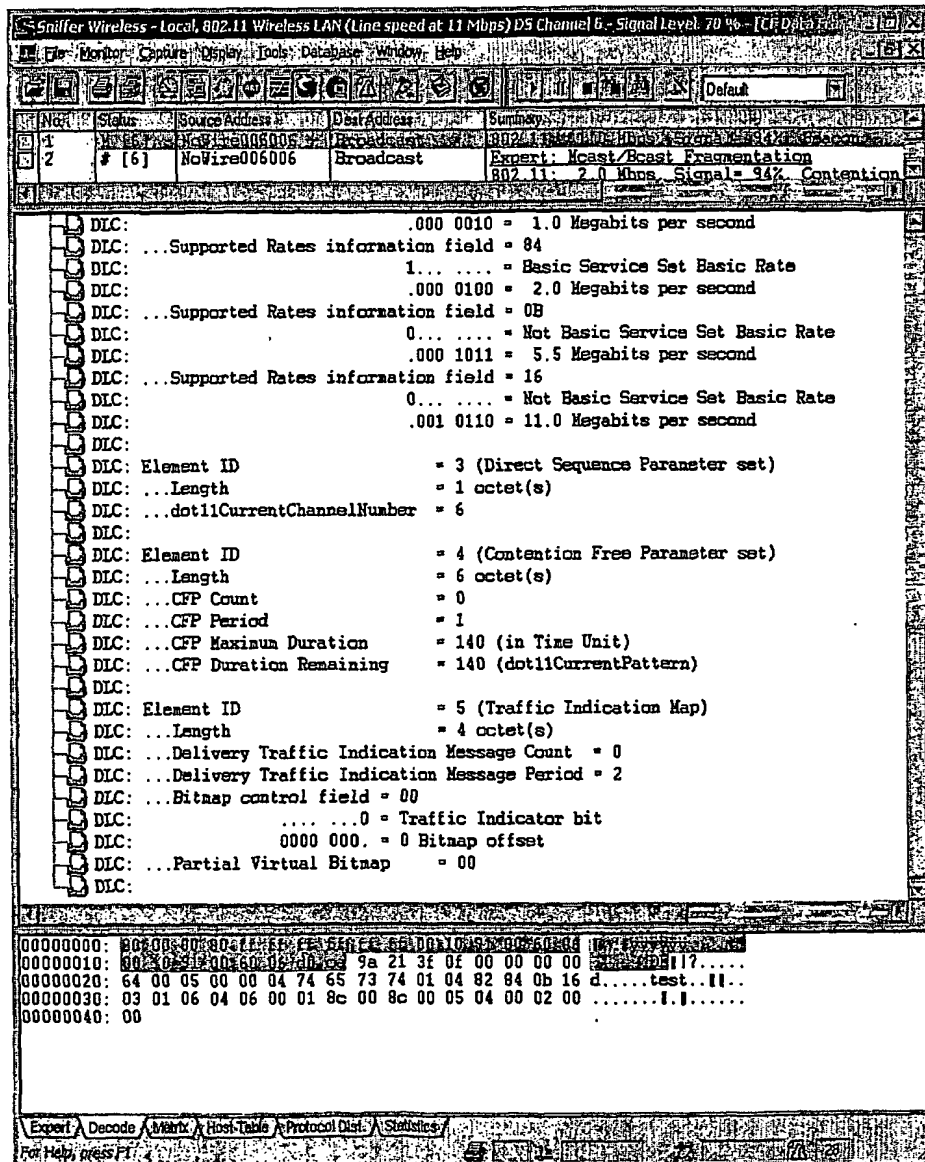 Sniffer Wireless - Local, 802.11 Wireless LAN (Line speed at 11 Mbps) DS Channel 6 - Signal Level: 70 % - [CF Data
File Monitor Capture Display Tools Database Window Help
Default
No. Status Source Address Dest Address Summary
1
2 # [6] NoWire006006 Broadcast Expert: Mcast/Bcast Fragmentation
802.11: 2.0 Mbps, Signal= 94%, Contention
DLC: .000 0010 = 1.0 Megabits per second
DLC: ...Supported Rates information field = 84
DLC: 1... .... = Basic Service Set Basic Rate
DLC: .000 0100 = 2.0 Megabits per second
DLC: ...Supported Rates information field = 0B
DLC: 0... .... = Not Basic Service Set Basic Rate
DLC: .000 1011 = 5.5 Megabits per second
DLC: ...Supported Rates information field = 16
DLC: 0... .... = Not Basic Service Set Basic Rate
DLC: .001 0110 = 11.0 Megabits per second
DLC:
DLC: Element ID = 3 (Direct Sequence Parameter set)
DLC: ...Length = 1 octet(s)
DLC: ...dot11CurrentChannelNumber = 6
DLC:
DLC: Element ID = 4 (Contention Free Parameter set)
DLC: ...Length = 6 octet(s)
DLC: ...CFP Count = 0
DLC: ...CFP Period = 1
DLC: ...CFP Maximum Duration = 140 (in Time Unit)
DLC: ...CFP Duration Remaining = 140 (dot11CurrentPattern)
DLC:
DLC: Element ID = 5 (Traffic Indication Map)
DLC: ...Length = 4 octet(s)
DLC: ...Delivery Traffic Indication Message Count = 0
DLC: ...Delivery Traffic Indication Message Period = 2
DLC: ...Bitmap control field = 00
DLC: .... ...0 = Traffic Indicator bit
DLC: 0000 000. = 0 Bitmap offset
DLC: ...Partial Virtual Bitmap = 00
DLC:
00000000:
00000010: 9a 21 3f 0f 00 00 00 00
00000020: 64 00 05 00 00 04 74 65 73 74 01 04 82 84 0b 16 d.....test..
00000030: 03 01 06 04 06 00 01 8c 00 8c 00 05 04 00 02 00
00000040: 00
Expert Decode Matrix Host Table Protocol Dist. Statistics
For Help, press F1